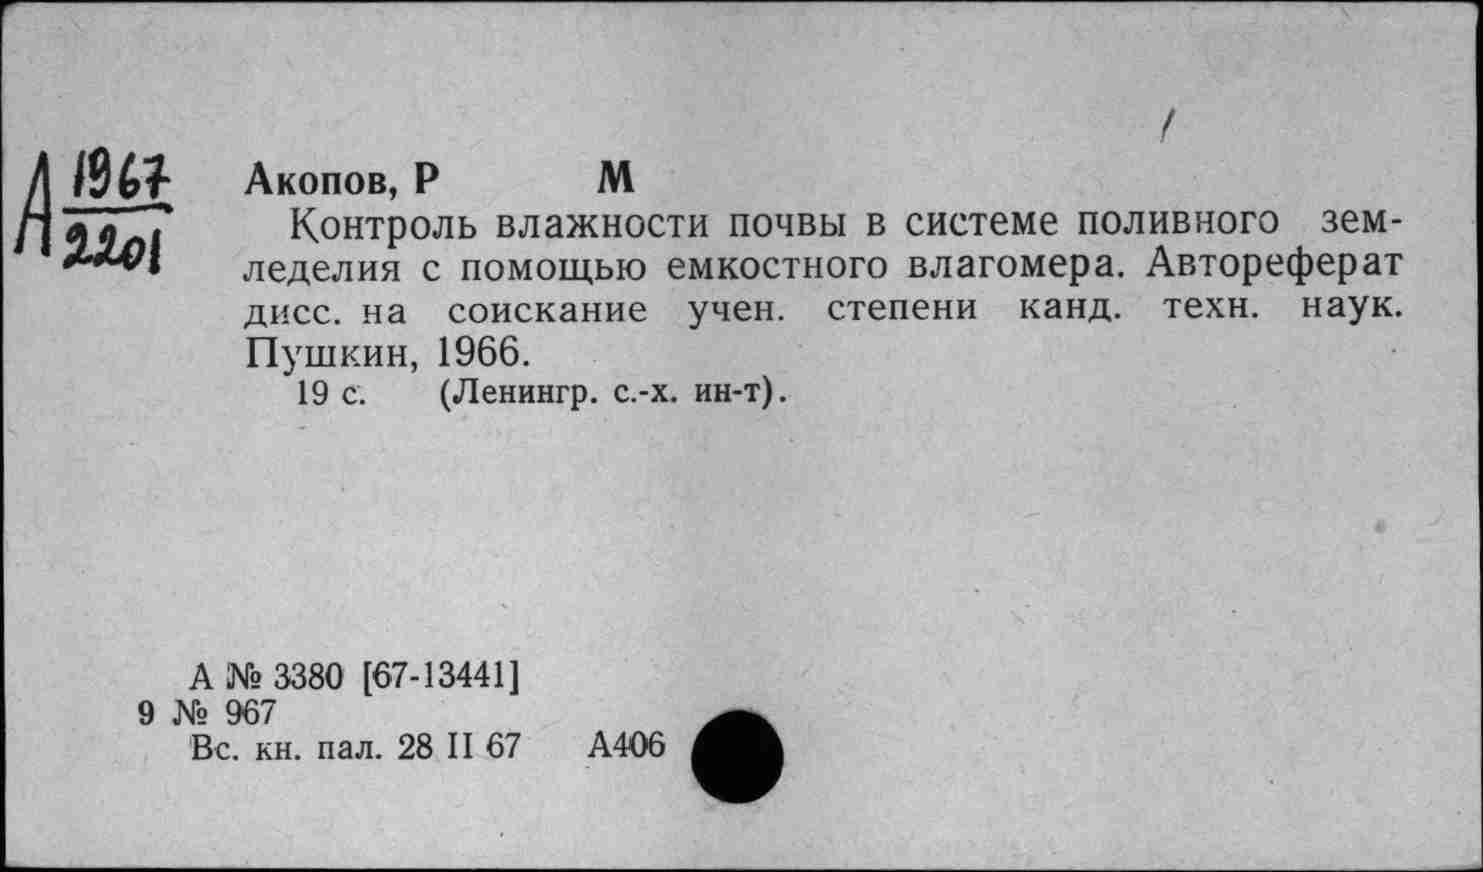 А 1967
2201
Акопов, Р М
Контроль влажности почвы в системе поливного зем-
леделия с помощью емкостного влагомера. Автореферат
дисс. на соискание учен. степени канд. техн. наук.
Пушкин, 1966.
19 с. (Ленингр. с.-х. ин-т).
А № 3380 [67-13441]
9 № 967
Вс. кн. пал. 28 II 67 А406